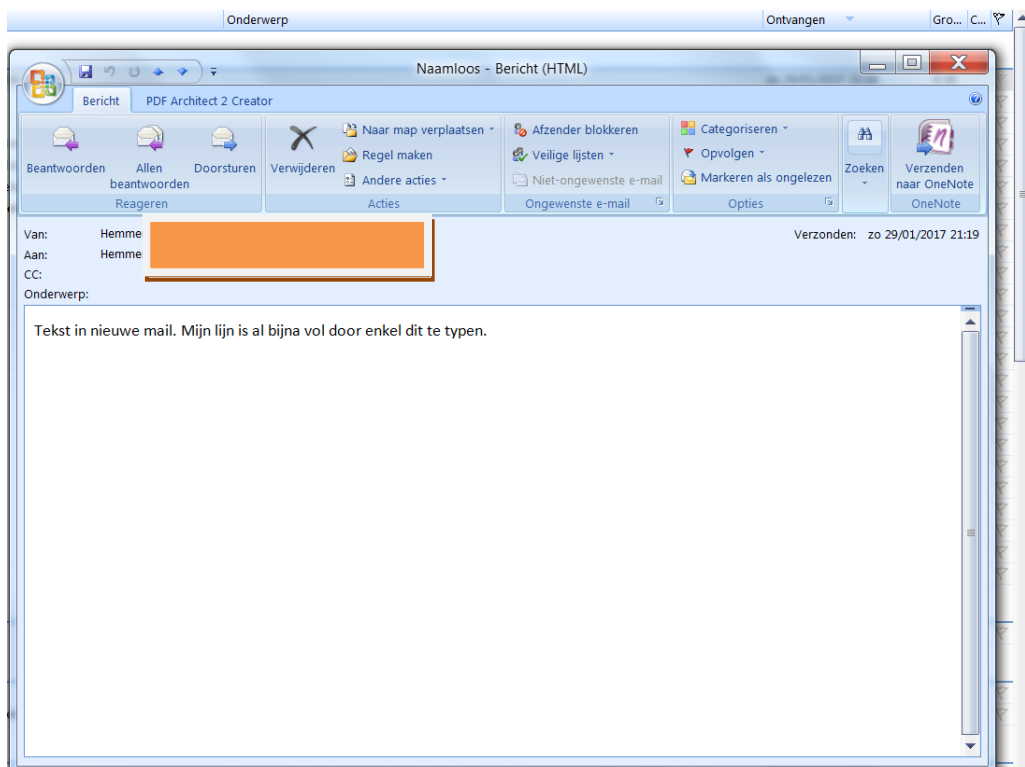 Onderwerp Ontvangen Gro... C...
Naamloos - Bericht (HTML)
Bericht PDF Architect 2 Creator
Beantwoorden
Allen beantwoorden
Doorsturen
Reageren
Verwijderen
Naar map verplaatsen
Regel maken
Andere acties
Acties
Afzender blokkeren
Veilige lijsten
Niet-ongewenste e-mail
Ongewenste e-mail
Categoriseren
Opvolgen
Markeren als ongelezen
Opties
Zoeken
Verzenden
naar OneNote
OneNote
Van: Hemme
Verzonden: zo 29/01/2017 21:19
Aan: Hemme
CC:
Onderwerp:
Tekst in nieuwe mail. Mijn lijn is al bijna vol door enkel dit te typen.